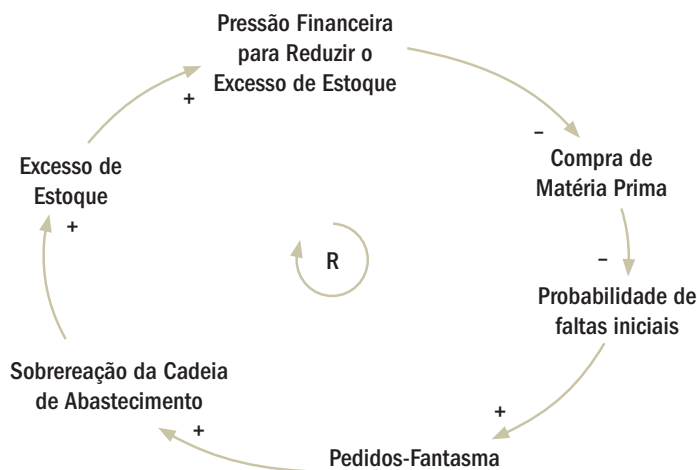 Pressão Financeira
para Reduzir o
Excesso de Estoque
+
–
Compra de
Matéria Prima
–
Probabilidade de
faltas iniciais
+
Pedidos-Fantasma
+
Sobrereação da Cadeia
de Abastecimento
+
Excesso de
Estoque
R